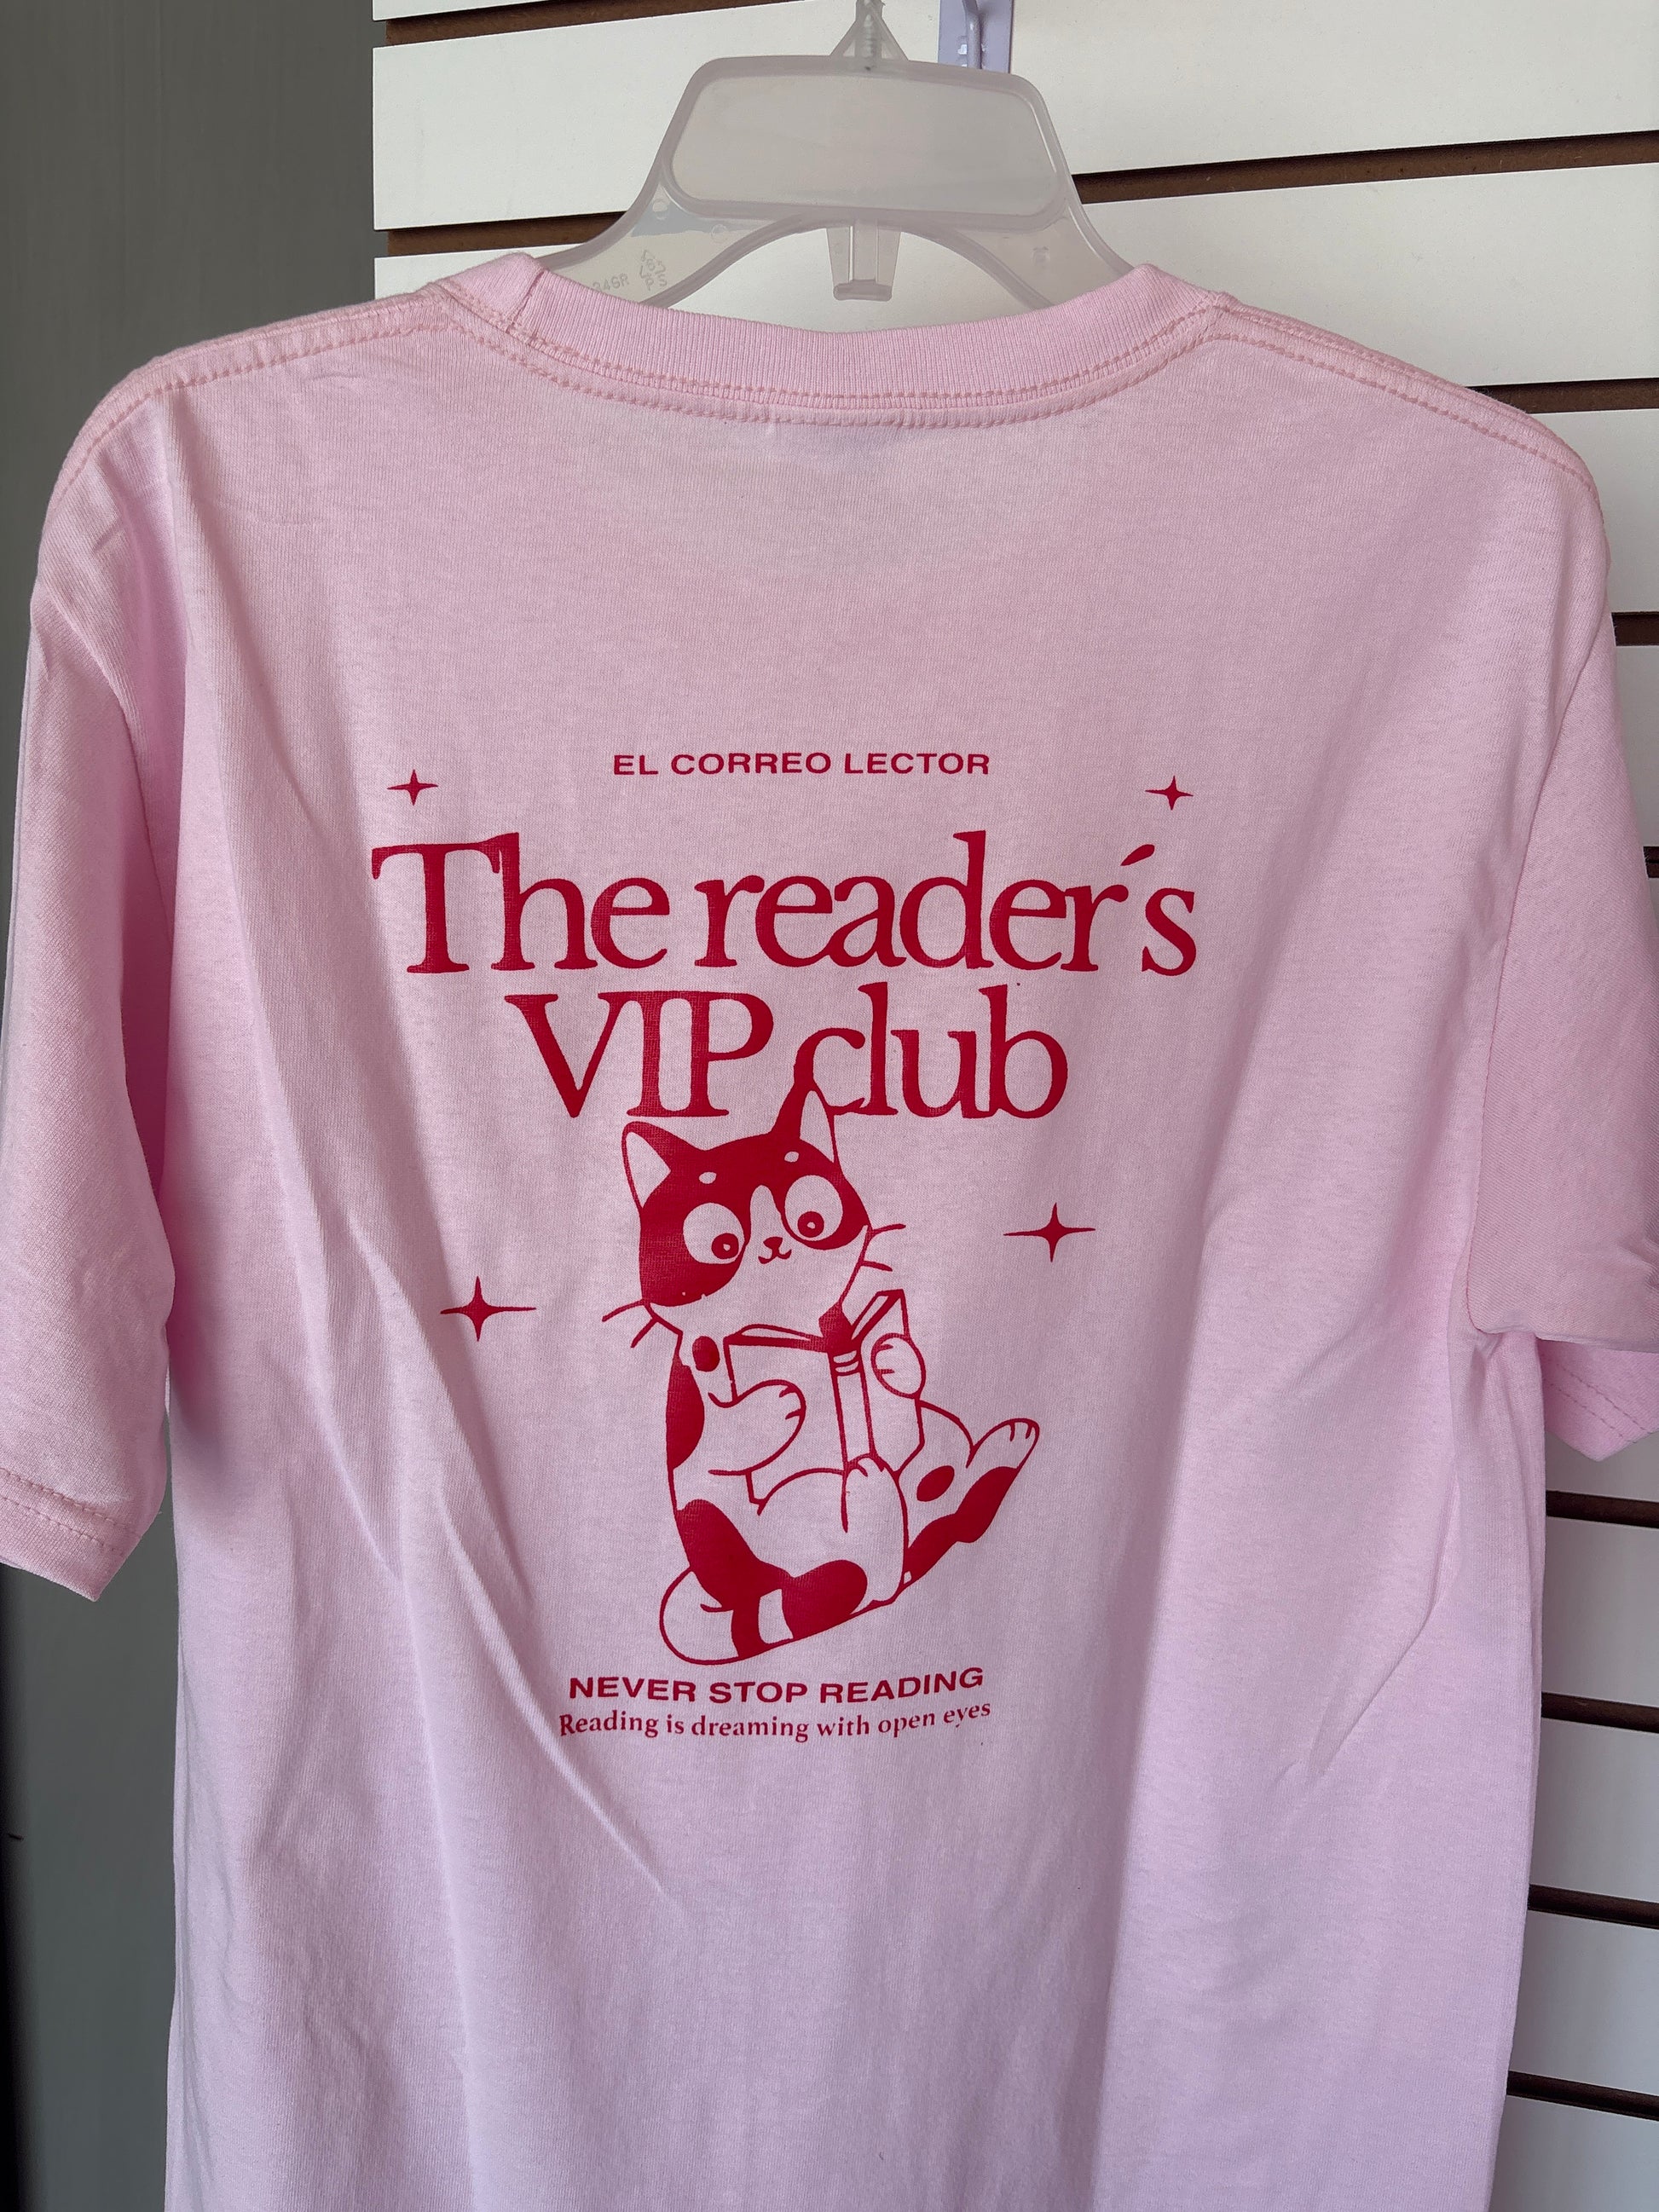 EL CORREO LECTOR
The reader´s
VIP club
NEVER STOP READING
Reading is dreaming with open eyes